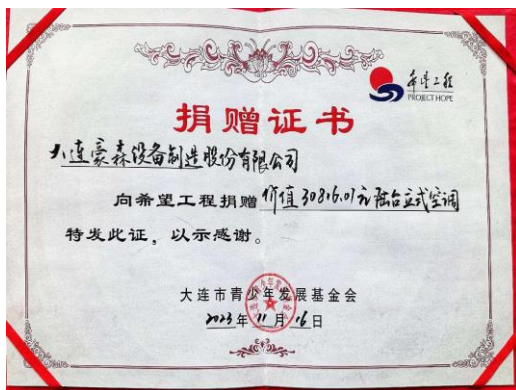 希望工程
PROJECT HOPE
捐赠证书
大连豪森设备制造股份有限公司
向希望工程捐赠 价值30816.01元陆台立式空调
特发此证，以示感谢。
大连市青少年发展基金会
2023年11月16日